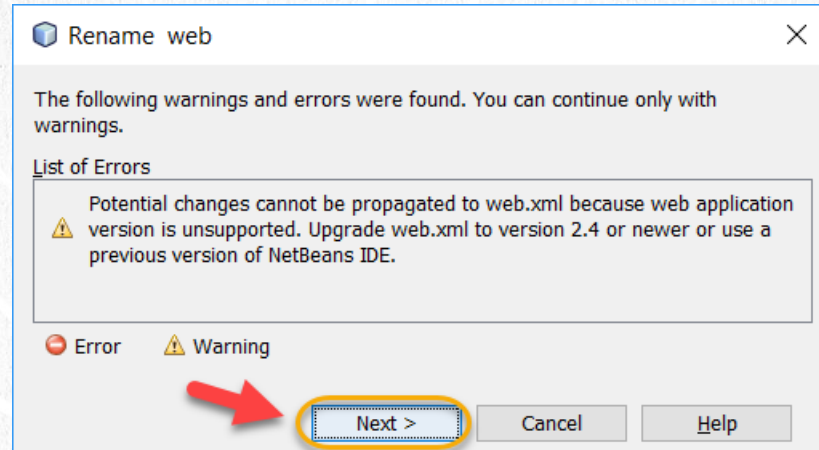 Rename web
The following warnings and errors were found. You can continue only with
warnings.
List of Errors
Potential changes cannot be propagated to web.xml because web application
version is unsupported. Upgrade web.xml to version 2.4 or newer or use a
previous version of NetBeans IDE.
Error Warning
Next > Cancel Help